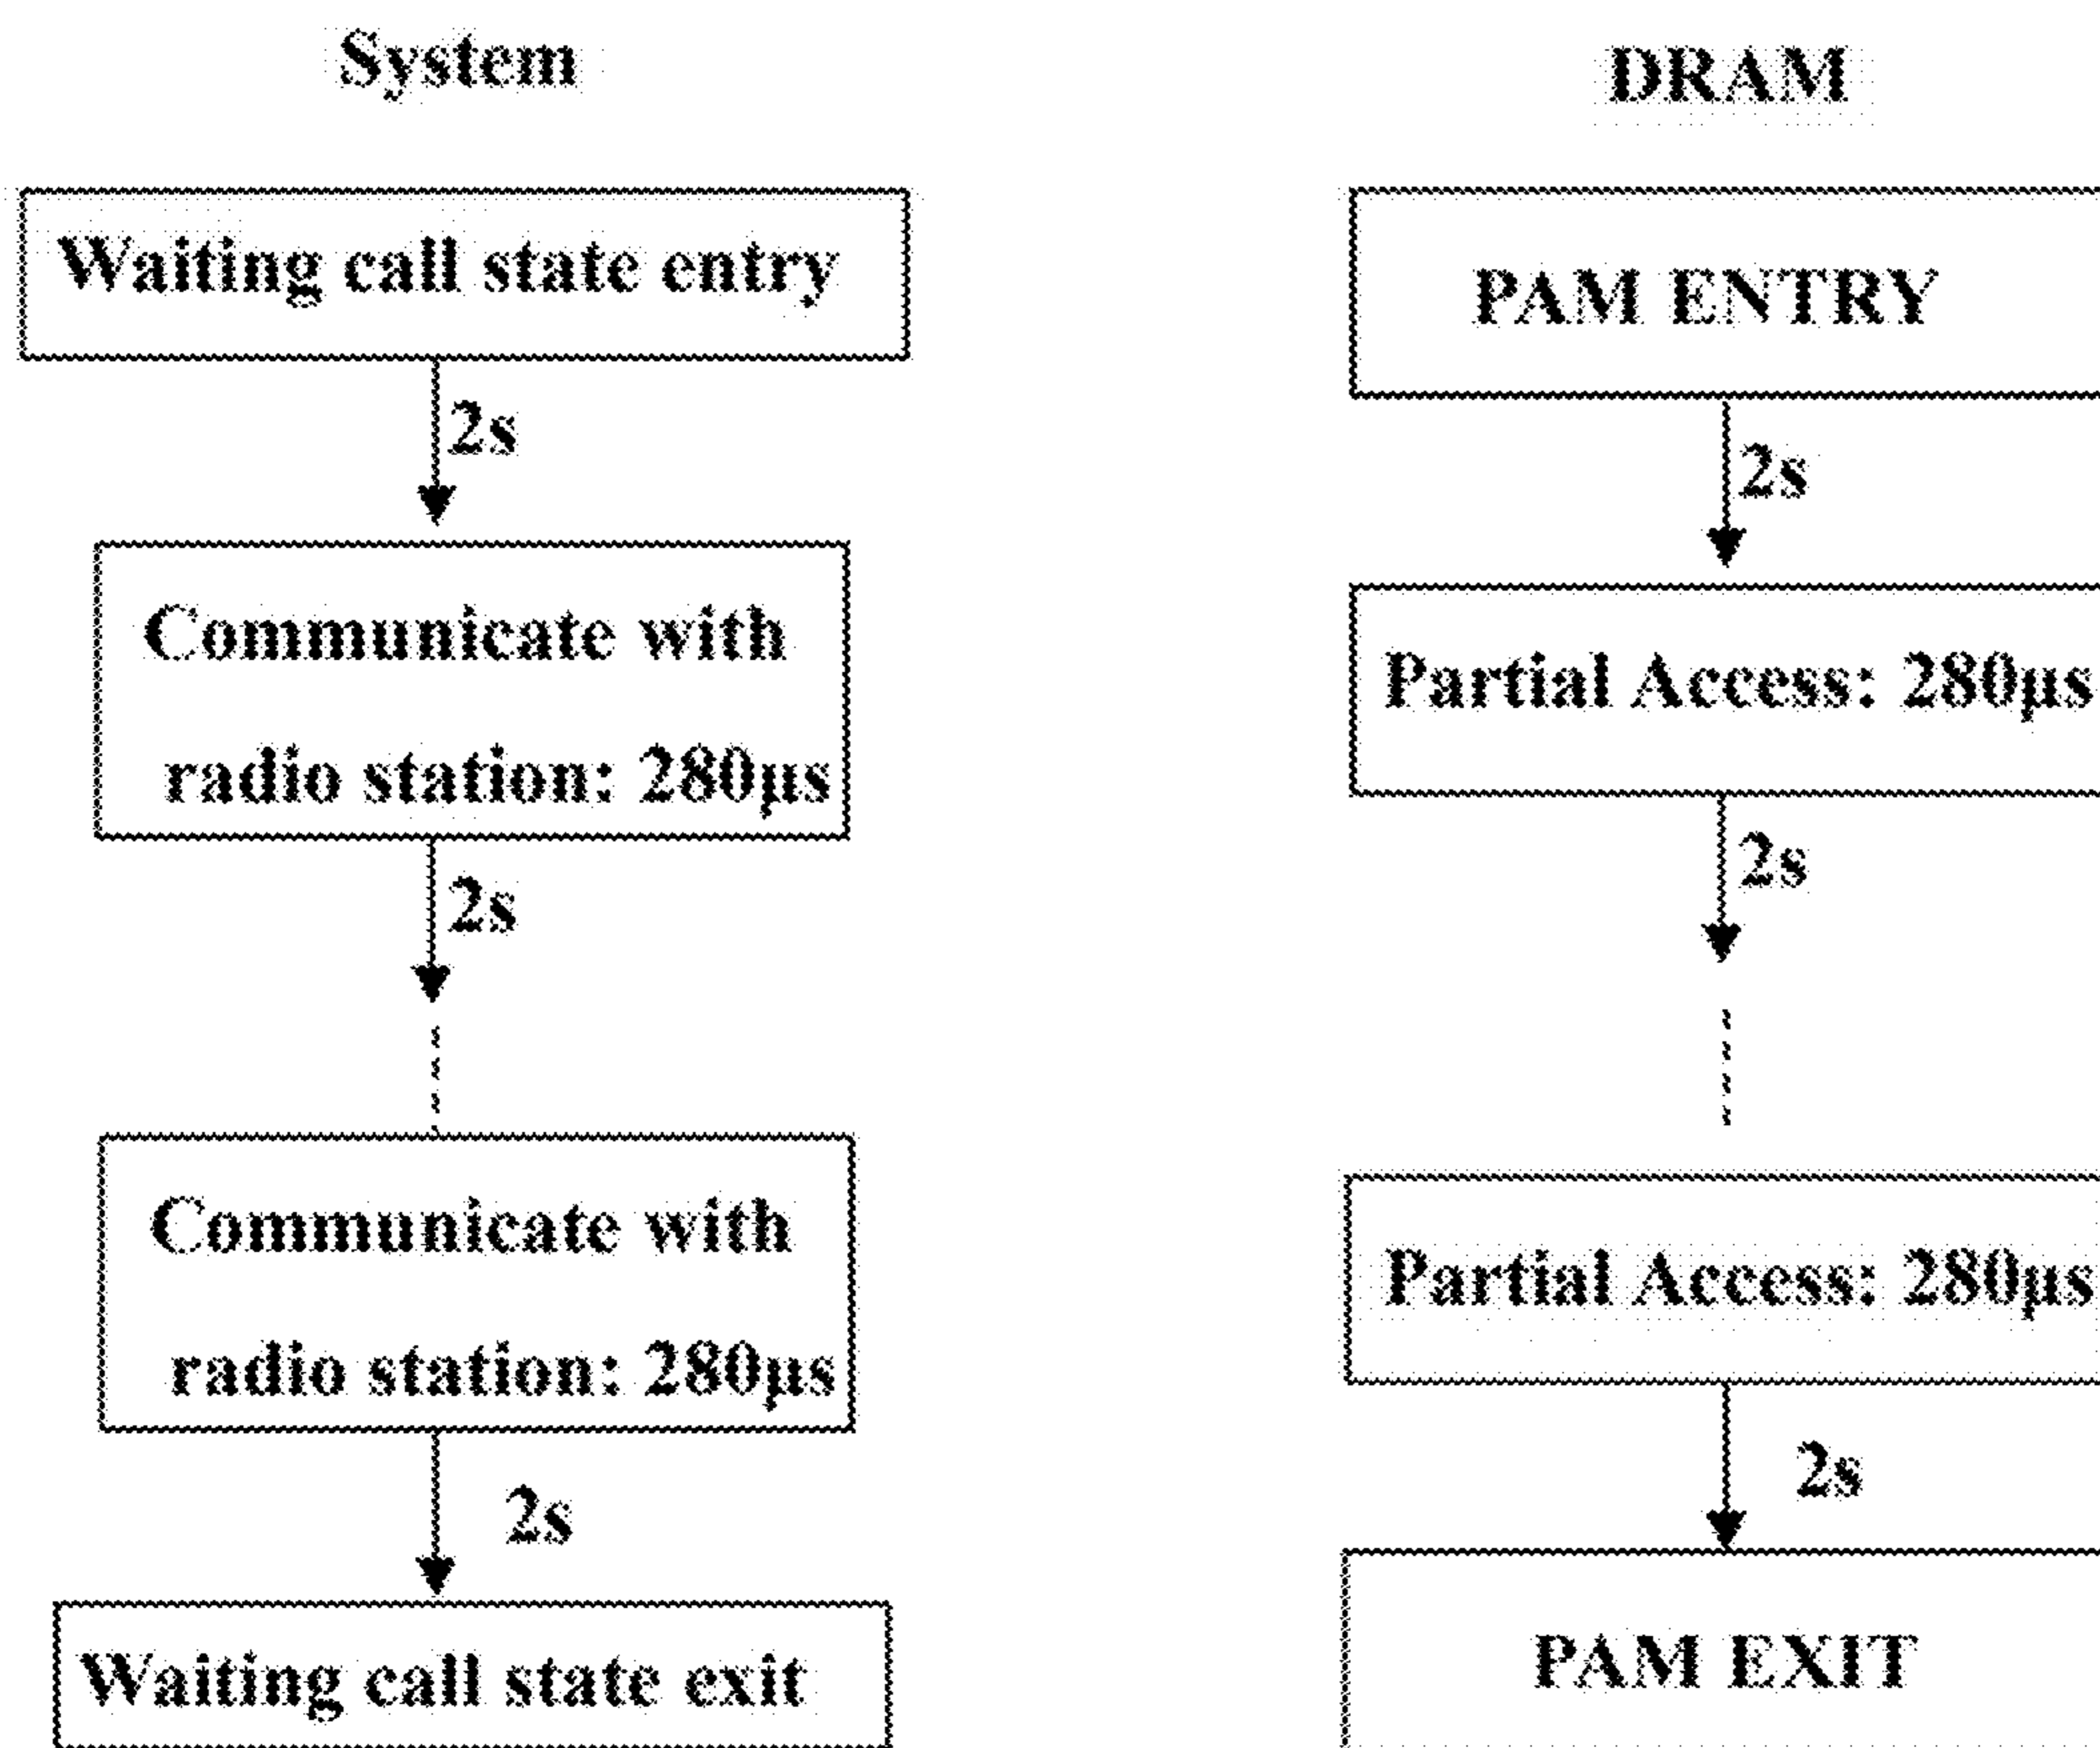 System
Waiting call state entry
2s
Communicate with
radio station: 280µs
2s
Communicate with
radio station: 280µs
2s
Waiting call state exit
DRAM
PAM ENTRY
2s
Partial Access: 280µs
2s
Partial Access: 280µs
2s
PAM EXIT